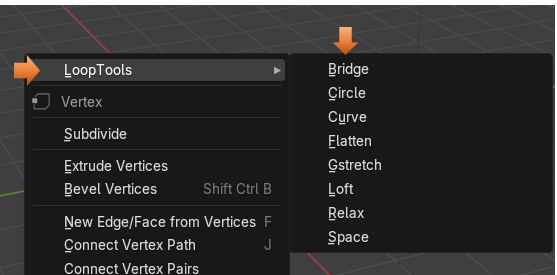 LoopTools
Vertex
Subdivide
Extrude Vertices
Bevel Vertices Shift Ctrl B
New Edge/Face from Vertices F
Connect Vertex Path J
Connect Vertex Pairs
Bridge
Circle
Curve
Flatten
Gstretch
Loft
Relax
Space